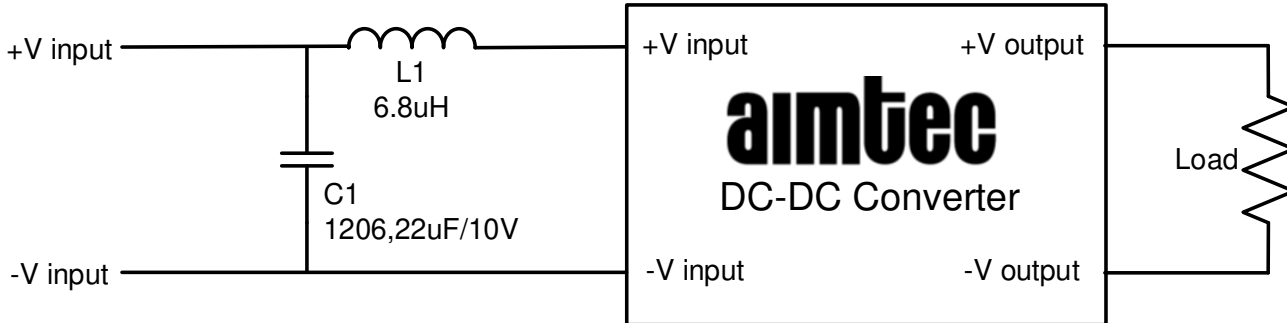 +V input
L1
6.8uH
C1
1206,22uF/10V
-V input
+V input
+V output
aimtec
DC-DC Converter
-V input
-V output
Load